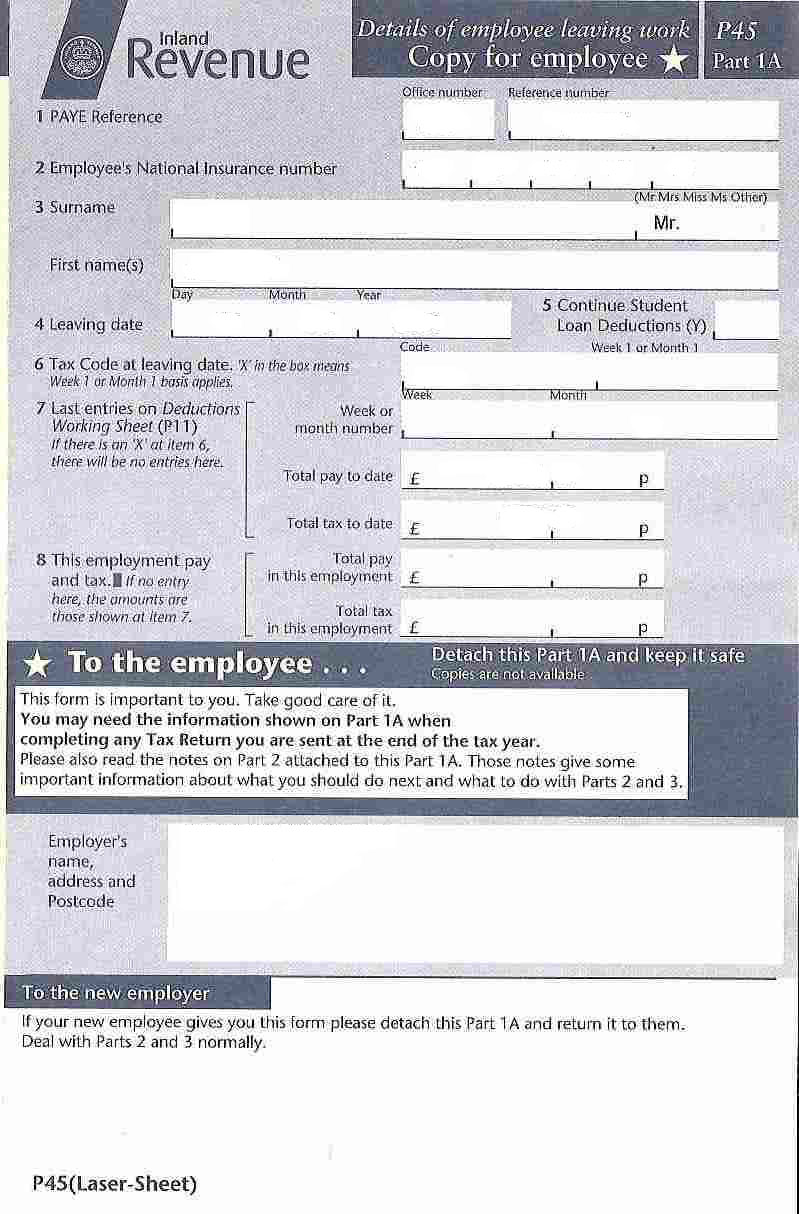 Inland
Revenue
Details of employee leaving work
Copy for employee
P45
Part 1A
Office number Reference number
1 PAYE Reference
2 Employee's National Insurance number
(Mr Mrs Miss Ms Other)
3 Surname
Mr.
First name(s)
Day Month Year
4 Leaving date
5 Continue Student
Loan Deductions (Y)
Code Week 1 or Month 1
6 Tax Code at leaving date. 'X' in the box means
Week 1 or Month 1 basis applies.
Week Month
7 Last entries on Deductions
Working Sheet (P11)
If there is an 'X' at item 6,
there will be no entries here.
Week or
month number
Total pay to date £ p
Total tax to date £ p
8 This employment pay
and tax. If no entry
here, the amounts are
those shown at item 7.
Total pay
in this employment £ p
Total tax
in this employment £ p
To the employee . . .
Detach this Part 1A and keep it safe
Copies are not available
This form is important to you. Take good care of it.
You may need the information shown on Part 1A when
completing any Tax Return you are sent at the end of the tax year.
Please also read the notes on Part 2 attached to this Part 1A. Those notes give some
important information about what you should do next and what to do with Parts 2 and 3.
Employer's
name,
address and
Postcode
To the new employer
If your new employee gives you this form please detach this Part 1A and return it to them.
Deal with Parts 2 and 3 normally.
P45(Laser-Sheet)